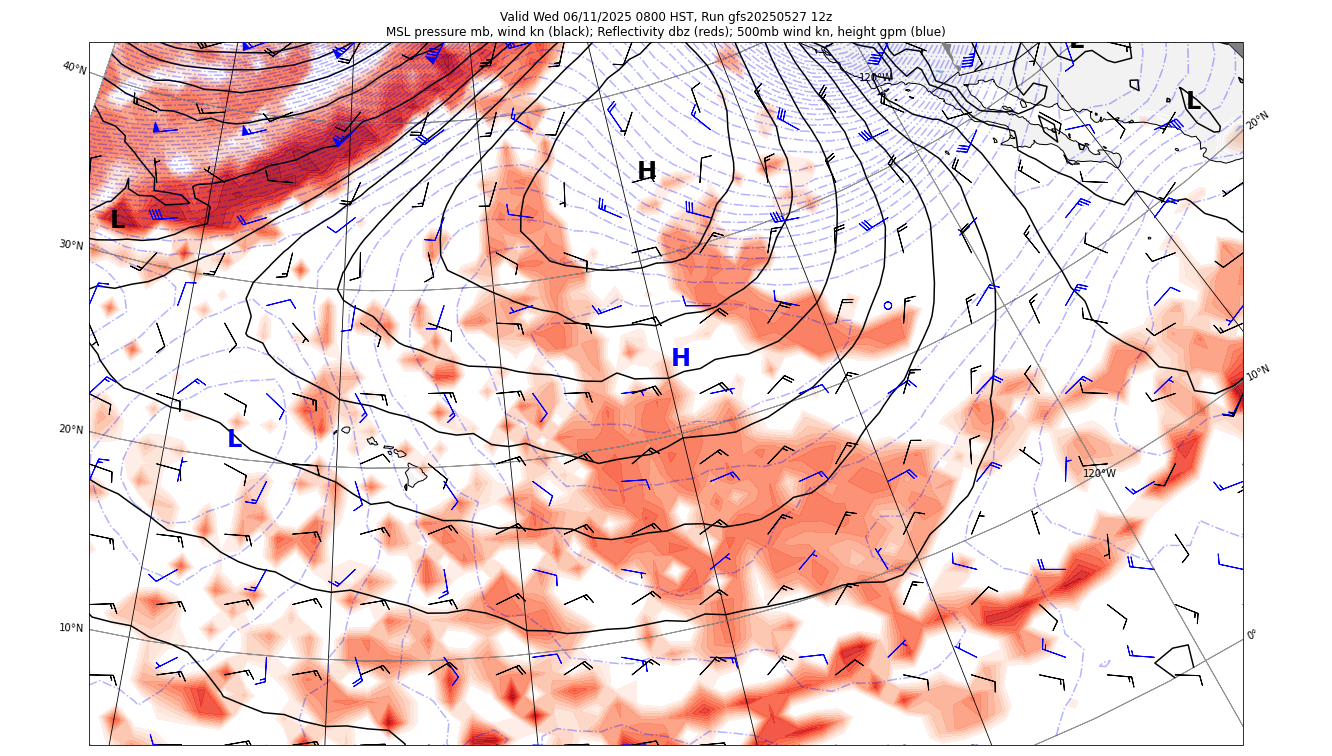 Valid Wed 06/11/2025 0800 HST, Run gfs20250527 12z
MSL pressure mb, wind kn (black); Reflectivity dbz (reds); 500mb wind kn, height gpm (blue)
L
40°N
120°W
L
20°N
H
L
30°N
H
10°N
20°N
L
120°W
10°N
0°